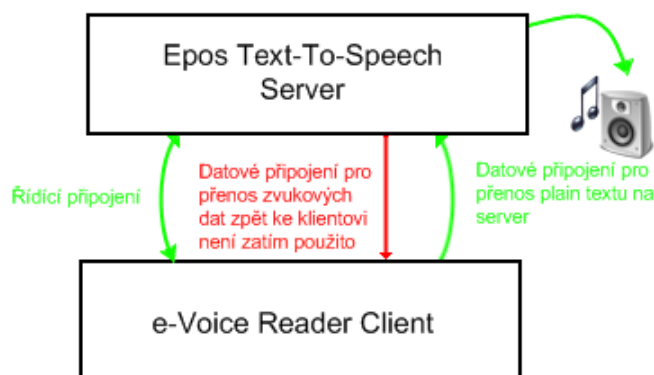 Epos Text-To-Speech
Server
Řídící připojení
Datové připojení pro
přenos zvukových
dat zpět ke klientovi
není zatím použito
Datové připojení pro
přenos plain textu na
server
e-Voice Reader Client